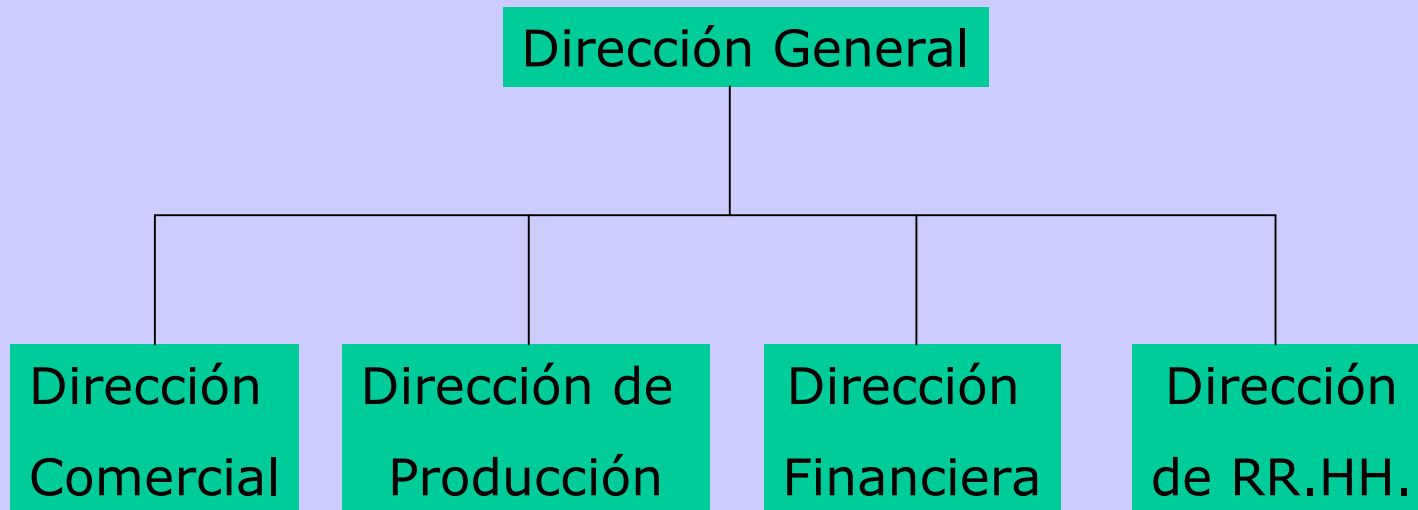 Dirección General
Dirección
Comercial
Dirección de
Producción
Dirección
Financiera
Dirección
de RR.HH.